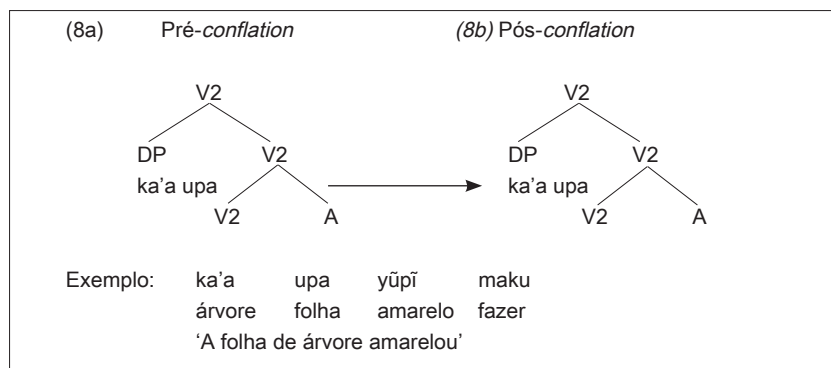 (8a) Pré-conflation (8b) Pós-conflation
V2 V2
DP V2 DP V2
ka’a upa ka’a upa
V2 A V2 A
Exemplo: ka’a upa yũpĩ maku
árvore folha amarelo fazer
‘A folha de árvore amarelou’